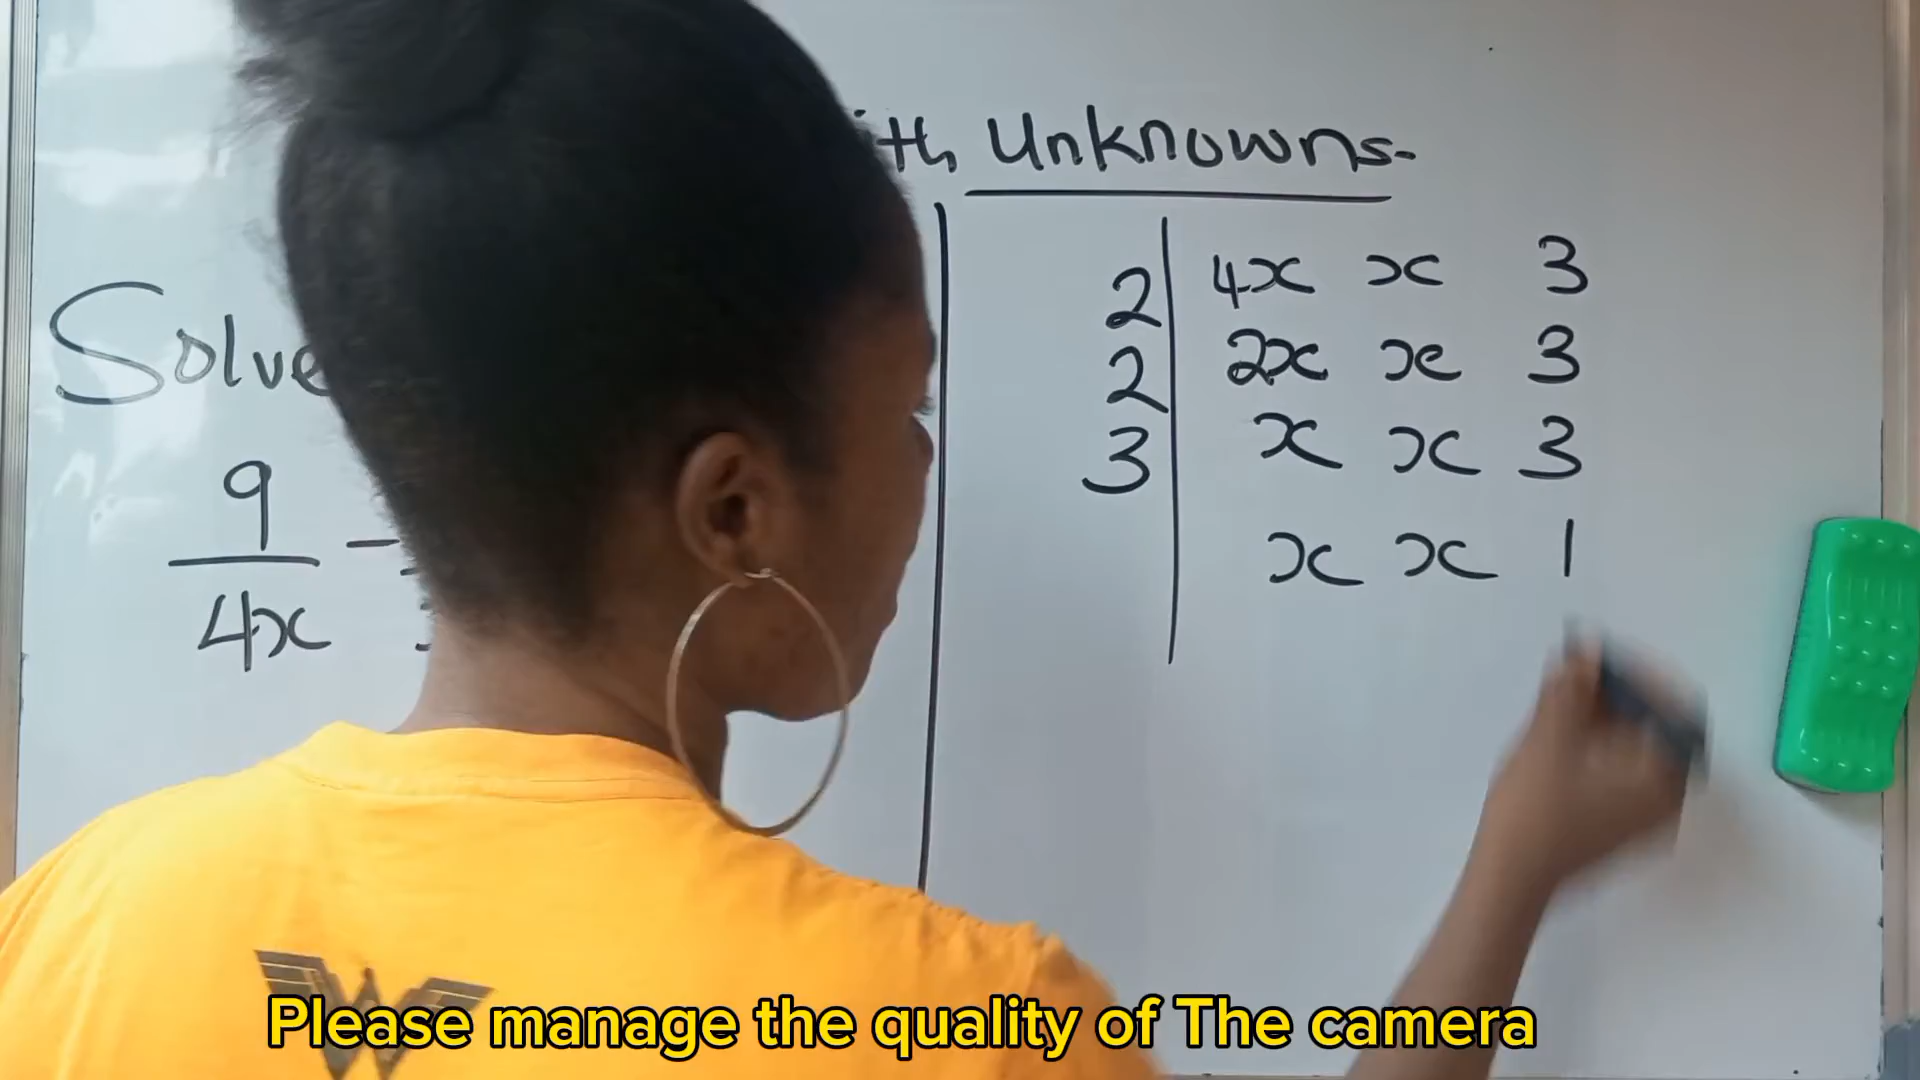 Unknowns-
Solve
9
4x
2 4x x 3
2 2x x 3
3 x x 3
x x 1
Please manage the quality of The camera